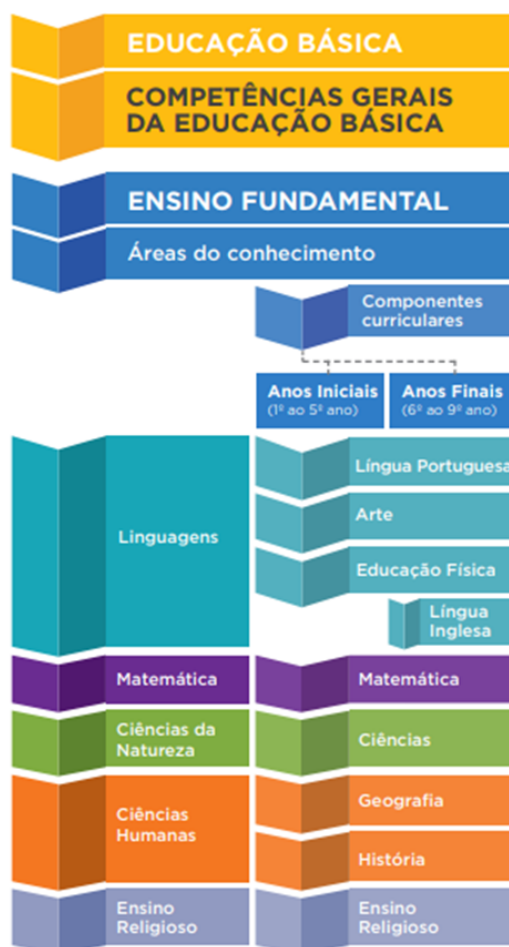 EDUCAÇÃO BÁSICA
COMPETÊNCIAS GERAIS
DA EDUCAÇÃO BÁSICA
ENSINO FUNDAMENTAL
Áreas do conhecimento
Componentes
curriculares
Anos Iniciais
(1º ao 5º ano)
Anos Finais
(6º ao 9º ano)
Linguagens
Língua Portuguesa
Arte
Educação Física
Língua
Inglesa
Matemática
Matemática
Ciências da
Natureza
Ciências
Ciências
Humanas
Geografia
História
Ensino
Religioso
Ensino
Religioso